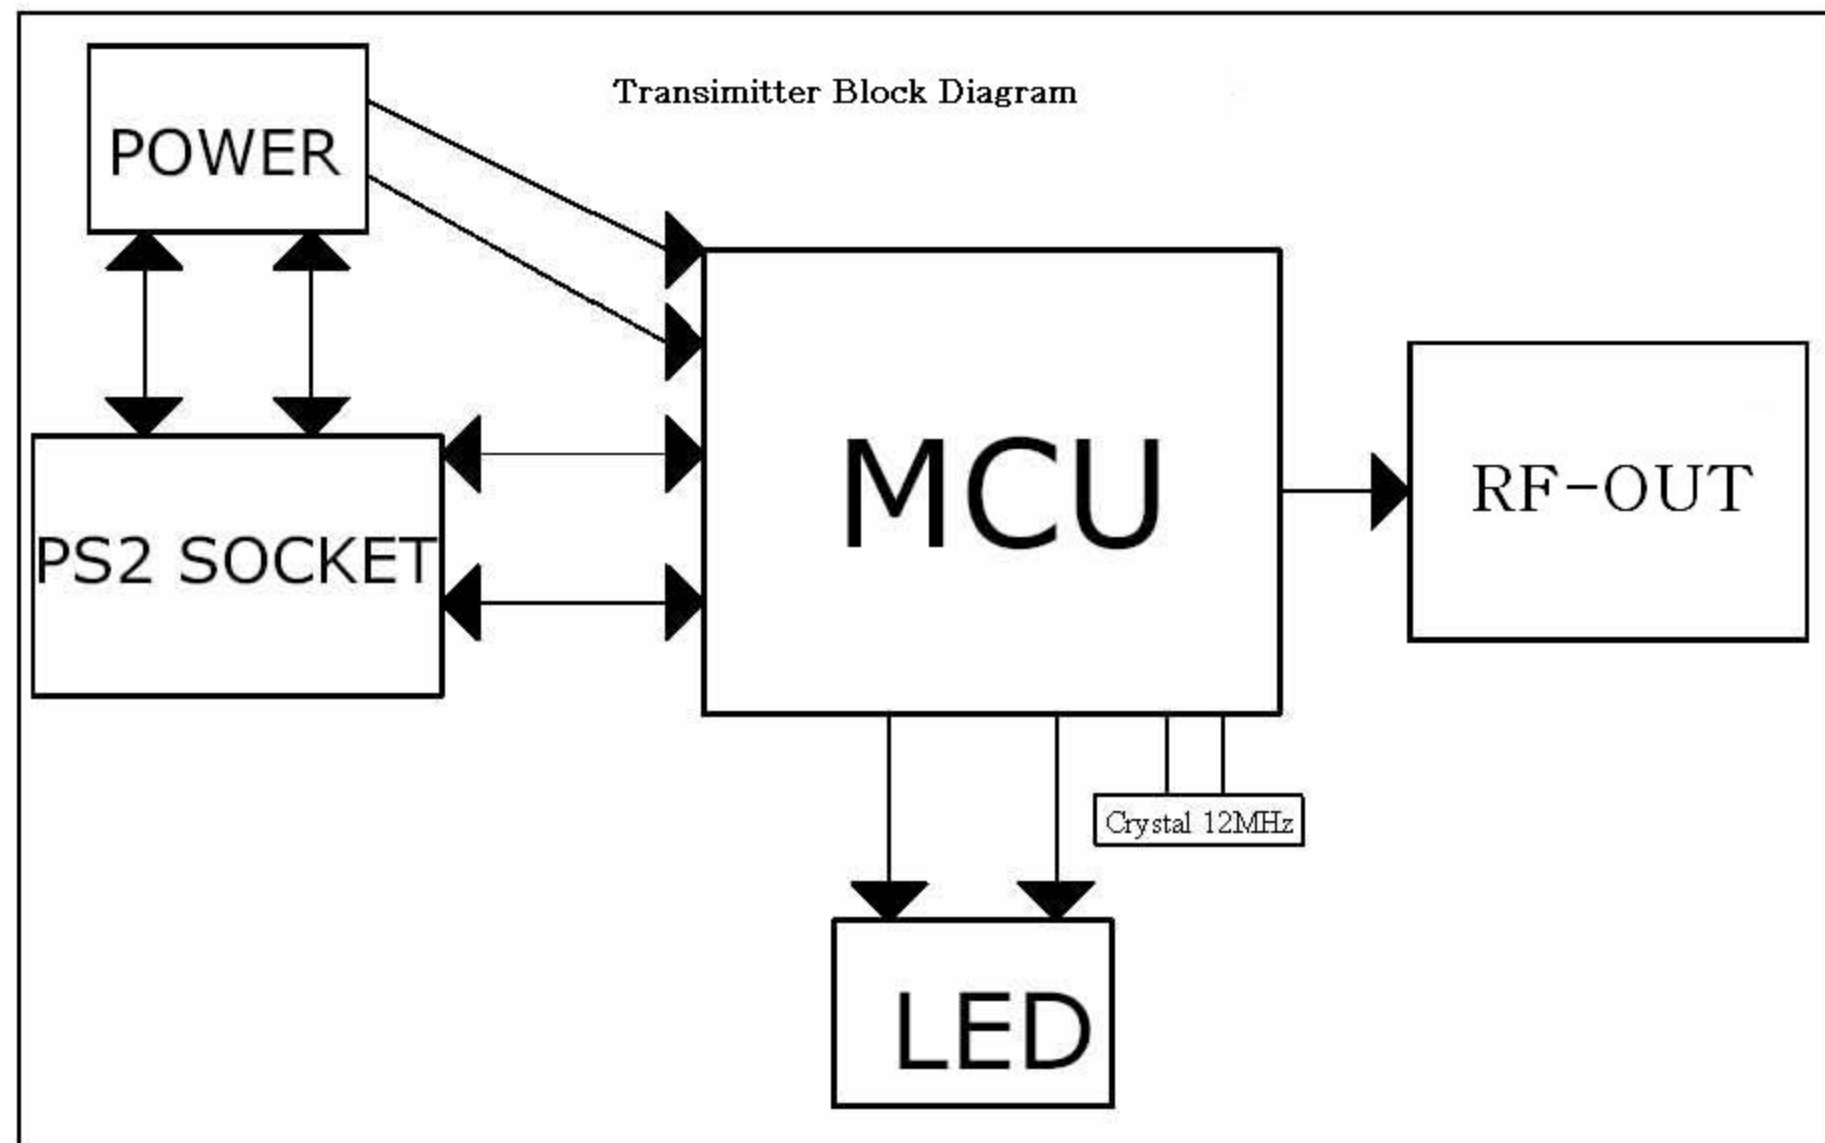 Transimitter Block Diagram
POWER
PS2 SOCKET
MCU
RF-OUT
Crystal 12MHz
LED